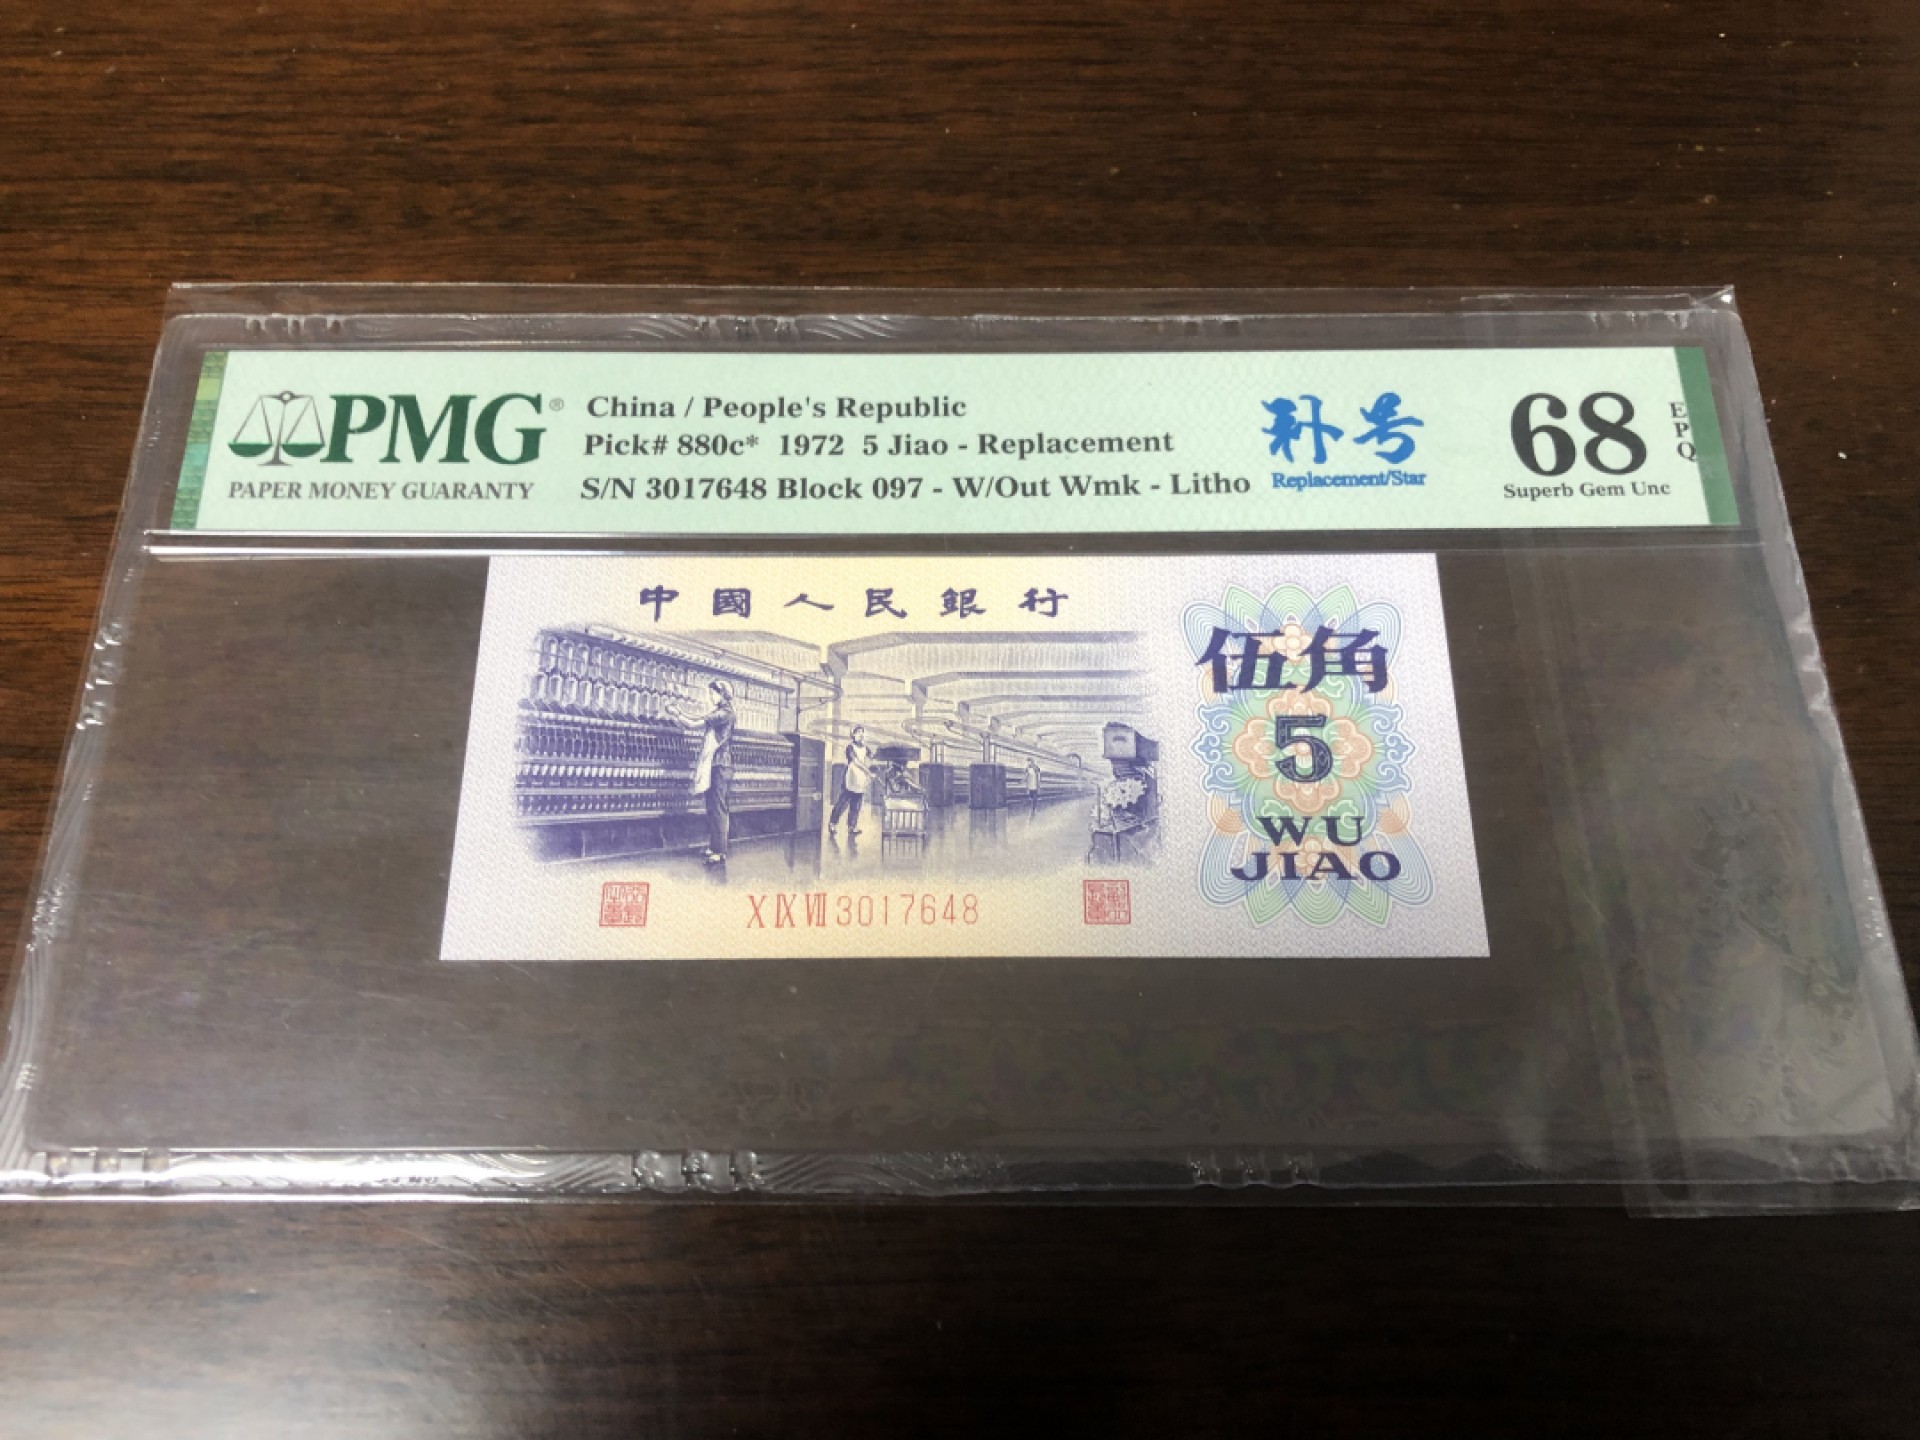 PMG®
PAPER MONEY GUARANTY
China / People's Republic
Pick# 880c* 1972 5 Jiao - Replacement
S/N 3017648 Block 097 - W/Out Wmk - Litho
补号
Replacement/Star
68
EPQ
Superb Gem Unc
中國人民銀行
伍角
5
WU
JIAO
X IX VII 3017648